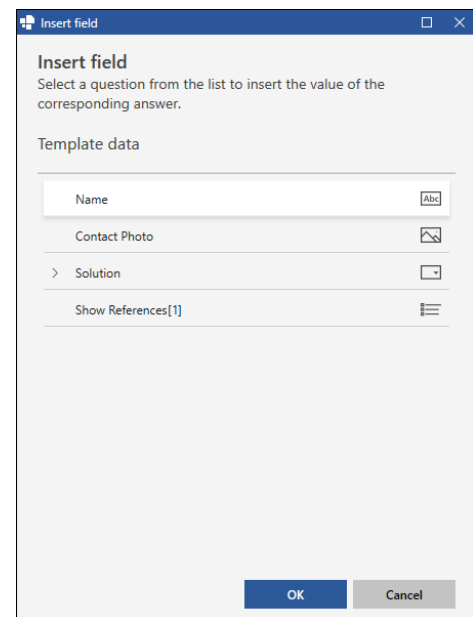 Insert field
Insert field
Select a question from the list to insert the value of the
corresponding answer.
Template data
Name Abc
Contact Photo
Solution
Show References[1]
OK Cancel